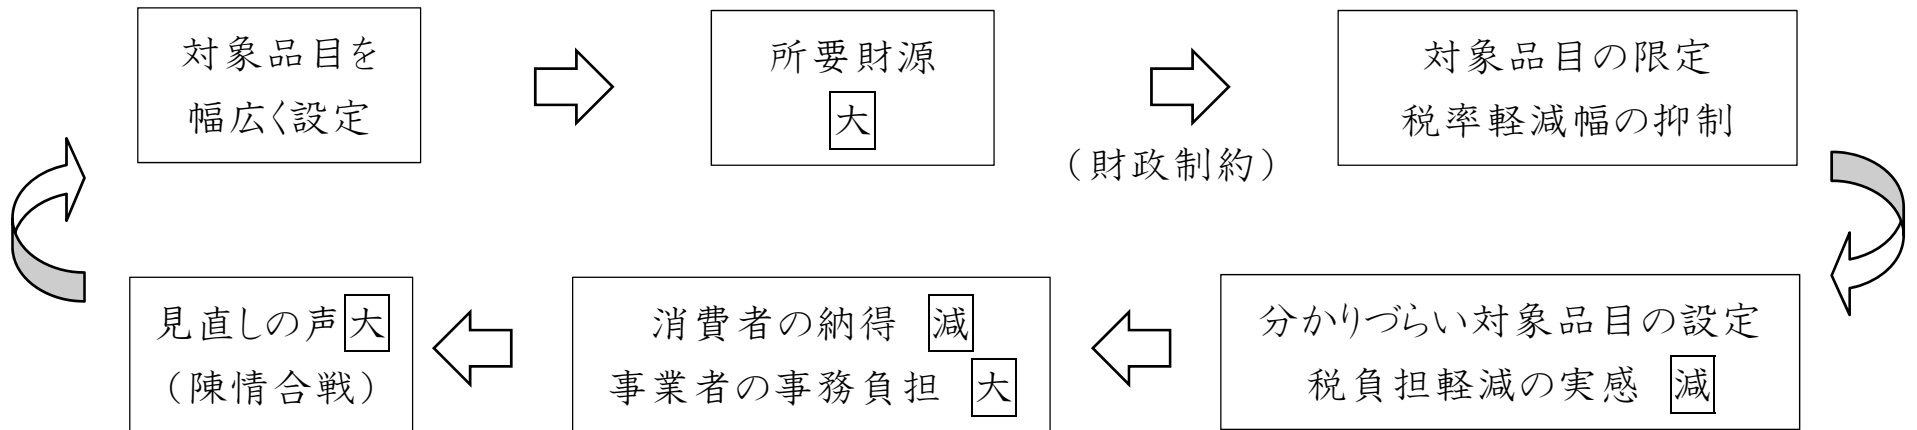 対象品目を
幅広く設定
所要財源
大
(財政制約)
対象品目の限定
税率軽減幅の抑制
分かりづらい対象品目の設定
税負担軽減の実感 減
消費者の納得 減
事業者の事務負担 大
見直しの声大
(陳情合戦)